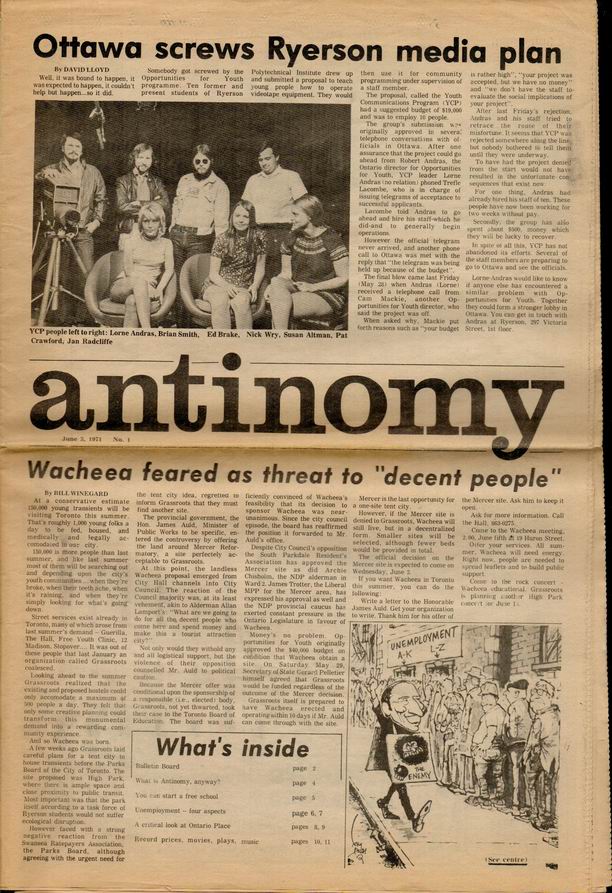 Ottawa screws Ryerson media plan
By DAVID LLOYD
Well, it was bound to happen, it
was expected to happen, it couldn't
help but happen...so it did.
Somebody got screwed by the
Opportunities for Youth
programme. Ten former and
present students of Ryerson
Polytechnical Institute drew up
and submitted a proposal to teach
young people how to operate
videotape equipment. They would
then use it for community
programming under supervision of
a staff member.
The proposal, called the Youth
Communications Program (YCP)
had a suggested budget of $19,000
and was to employ 16 people.
The group's submission was
originally approved in several
telephone conversations with of-
ficials in Ottawa. After one
assurance that the project could go
ahead from Robert Andras, the
Ontario director for Opportunities
for Youth, YCP leader Lorne
Andras (no relation) phoned Trefle
Lacombe, who is in charge of
issuing telegrams of acceptance to
successful applicants.
Lacombe told Andras to go
ahead and hire his staff-which he
did-and to generally begin
operations.
However the official telegram
never arrived, and another phone
call to Ottawa was met with the
reply that "the telegram was being
held up because of the budget".
The final blow came last Friday
(May 28) when Andras (Lorne)
received a telephone call from
Cam Mackie, another Op-
portunities for Youth director, who
said the project was off.
When asked why, Mackie put
forth reasons such as "your budget
is rather high", "your project was
accepted, but we have no money"
and "we don't have the staff to
evaluate the social implications of
your project".
After last Friday's rejection,
Andras and his staff tried to
retrace the route of their
misfortune. It seems that YCP was
rejected somewhere along the line,
but nobody bothered to tell them
until they were underway.
To have had the project denied
from the start would not have
resulted in the unfortunate con-
sequences that exist now.
For one thing, Andras had
already hired his staff of ten. These
people have now been working for
two weeks without pay.
Secondly, the group has also
spent about $500, money which
they will be lucky to recover.
In spite of all this, YCP has not
abandoned its efforts. Several of
the staff members are preparing to
go to Ottawa and see the officials.
Lorne Andras would like to know
if anyone else has encountered a
similar problem with Op-
portunities for Youth. Together
they could form a stronger lobby in
Ottawa. You can get in touch with
Andras at Ryerson, 297 Victoria
Street, 1st floor.
YCP people left to right: Lorne Andras, Brian Smith, Ed Brake, Nick Wry, Susan Altman, Pat
Crawford, Jan Radcliffe
antinomy
June 3, 1971 No. 1
Wacheea feared as threat to "decent people"
By BILL WINEGARD
At a conservative estimate
150,000 young transients will be
visiting Toronto this summer.
That's roughly 1,000 young folks a
day to be fed, housed, and
medically and legally ac-
comodated in our city.
150,000 is more people than last
summer, and like last summer
most of them will be searching out
and depending upon the city's
youth communities...when they're
broke, when their teeth ache, when
it's raining, and when they're
simply looking for what's going
down.
Street services exist already in
Toronto, many of which arose from
last summer's demand -- Guerilla,
The Hall, Free Youth Clinic, 12
Madison, Stopover... It was out of
these people that last January an
organization called Grassroots
coalesced.
Looking ahead to the summer
Grassroots realized that the
existing and proposed hostels could
only accomodate a maximum of
500 people a day. They felt that
only some creative planning could
transform this monumental
demand into a rewarding com-
munity experience.
And so Wacheea was born.
A few weeks ago Grassroots laid
careful plans for a tent city to
house transients before the Parks
Board of the City of Toronto. The
site proposed was High Park,
where there is ample space and
close proximity to public transit.
Most important was that the park
itself according to a task force of
Ryerson students would not suffer
ecological disruption.
However faced with a strong
negative reaction from the
Swansea Ratepayers Association,
the Parks Board, although
agreeing with the urgent need for
the tent city idea, regretted to
inform Grassroots that they must
find another site.
The provincial government, the
Hon. James Auld, Minister of
Public Works to be specific, en-
tered the controversy by offering
the land around Mercer Refor-
matory, a site perfectly ac-
ceptable to Grassroots.
At this point, the landless
Wacheea proposal emerged from
City Hall channels into City
Council. The reaction of the
Council majority was, at its least
vehement, akin to Alderman Allan
Lamport's: "What are we going to
do for all the decent people who
come here and spend money and
make this a tourist attraction
city?"
Not only would they withold any
and all logistical support, but the
violence of their opposition
counselled Mr. Auld to political
caution.
Because the Mercer offer was
conditional upon the sponsorship of
a responsible (i.e., elected) body,
Grassroots, not yet thwarted, took
their case to the Toronto Board of
Education. The board was suf-
ficiently convinced of Wacheea's
feasibility that its decision to
sponsor Wacheea was near-
unanimous. Since the city council
episode, the board has reaffirmed
the position it forwarded to Mr.
Auld's office.
Despite City Council's opposition
the South Parkdale Resident's
Association has approved the
Mercer site as did Archie
Chisholm, the NDP alderman in
Ward 2. James Trotter, the Liberal
MPP for the Mercer area, has
expressed his approval as well and
the NDP provincial caucus has
exerted constant pressure in the
Ontario Legislature in favour of
Wacheea.
Money's no problem. Op-
portunities for Youth originally
approved the $40,000 budget on
condition that Wacheea obtain a
site. On Saturday May 29,
Secretary of State Gerard Pelletier
himself agreed that Grassroots
would be funded regardless of the
outcome of the Mercer decision.
Grassroots itself is prepared to
have Wacheea erected and
operating within 10 days if Mr. Auld
can come through with the site.
Mercer is the last opportunity for
a one-site tent city.
However, if the Mercer site is
denied to Grassroots, Wacheea will
still live, but in a decentralized
form. Smaller sites will be
selected, although fewer beds
would be provided in total.
The official decision on the
Mercer site is expected to come on
Wednesday, June 2.
If you want Wacheea in Toronto
this summer, you can do the
following:
Write a letter to the Honorable
James Auld. Get your organization
to write. Thank him for his offer of
the Mercer site. Ask him to keep it
open.
Ask for more information. Call
the Hall, 863-0275.
Come to the Wacheea meeting,
2:00, June fifth at 19 Huron Street.
Offer your services. All sum-
mer, Wacheea will need energy.
Right now, people are needed to
spread leaflets and to build public
support.
Come to the rock concert -
Wacheea educational. Grassroots
is planning another High Park
concert for June
What's inside
Bulletin Board page 2
What is Antinomy, anyway? page 4
You can start a free school page 5
Unemployment – four aspects page 6, 7
A critical look at Ontario Place pages 8, 9
Record prices, movies, plays, music pages 10, 11
UNEMPLOYMENT
A-K
L-Z
THE
ENEMY
(See centre)